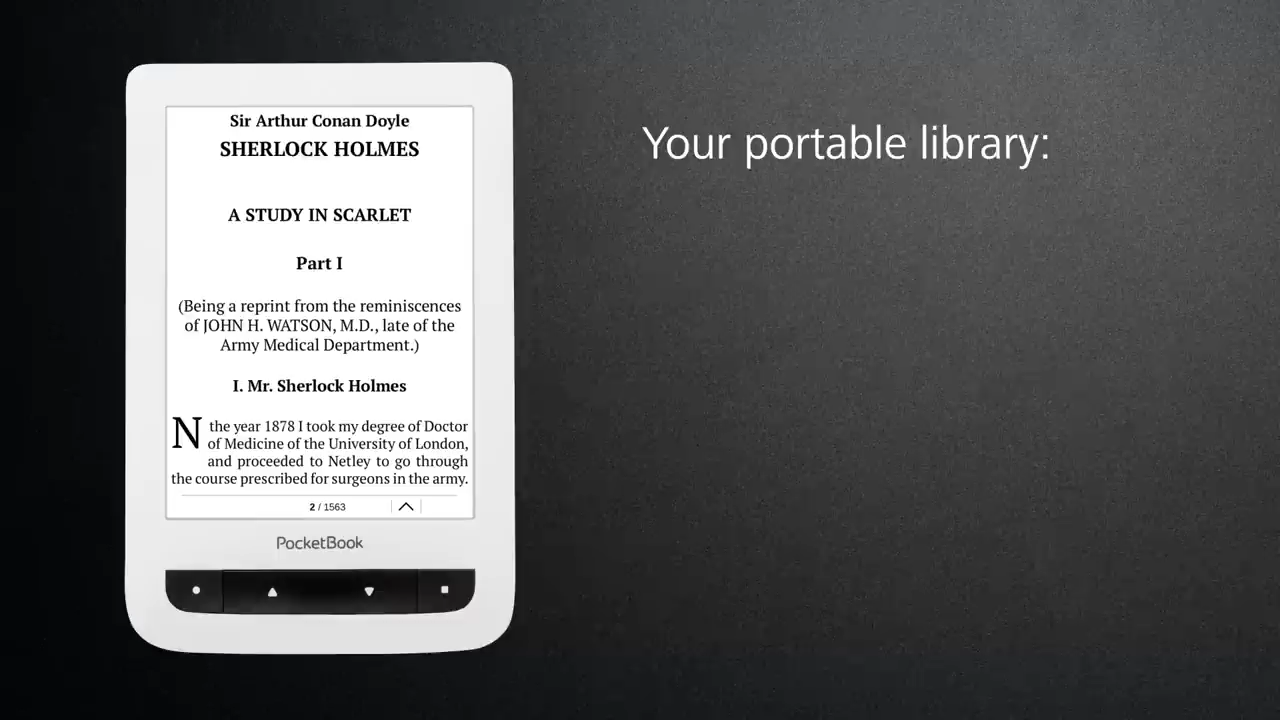 Sir Arthur Conan Doyle
SHERLOCK HOLMES
A STUDY IN SCARLET
Part I
(Being a reprint from the reminiscences
of JOHN H. WATSON, M.D., late of the
Army Medical Department.)
I. Mr. Sherlock Holmes
N the year 1878 I took my degree of Doctor
of Medicine of the University of London,
and proceeded to Netley to go through
the course prescribed for surgeons in the army.
2 / 1563
PocketBook
Your portable library: